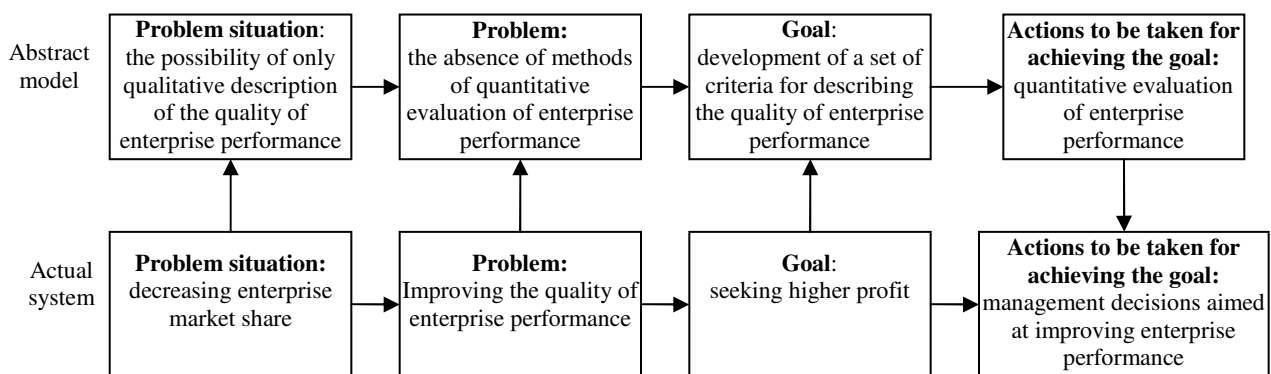 Abstract
model
Problem situation:
the possibility of only
qualitative description
of the quality of
enterprise performance
Problem:
the absence of methods
of quantitative
evaluation of enterprise
performance
Goal:
development of a set of
criteria for describing
the quality of enterprise
performance
Actions to be taken for
achieving the goal:
quantitative evaluation
of enterprise
performance
Actual
system
Problem situation:
decreasing enterprise
market share
Problem:
Improving the quality of
enterprise performance
Goal:
seeking higher profit
Actions to be taken for
achieving the goal:
management decisions aimed
at improving enterprise
performance